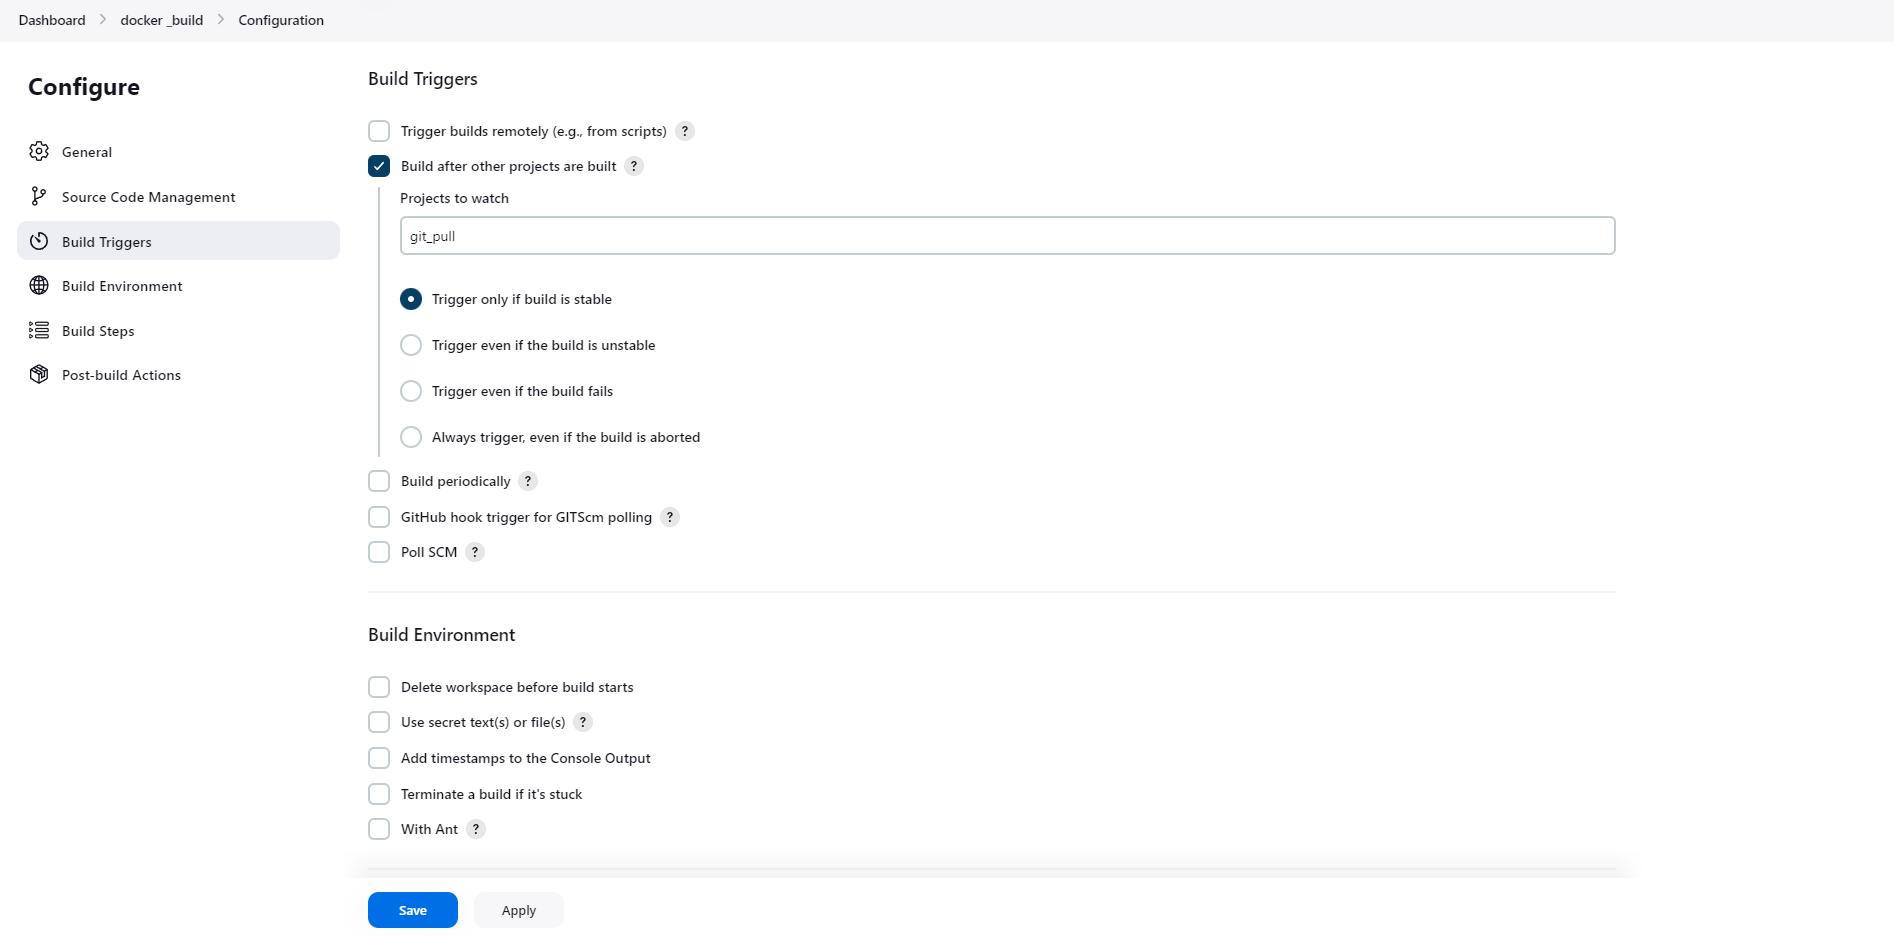 Dashboard > docker _build > Configuration
Configure
General
Source Code Management
Build Triggers
Build Environment
Build Steps
Post-build Actions
Build Triggers
Trigger builds remotely (e.g., from scripts) ?
Build after other projects are built ?
Projects to watch
git_pull
Trigger only if build is stable
Trigger even if the build is unstable
Trigger even if the build fails
Always trigger, even if the build is aborted
Build periodically ?
GitHub hook trigger for GITScm polling ?
Poll SCM ?
Build Environment
Delete workspace before build starts
Use secret text(s) or file(s) ?
Add timestamps to the Console Output
Terminate a build if it's stuck
With Ant ?
Save Apply